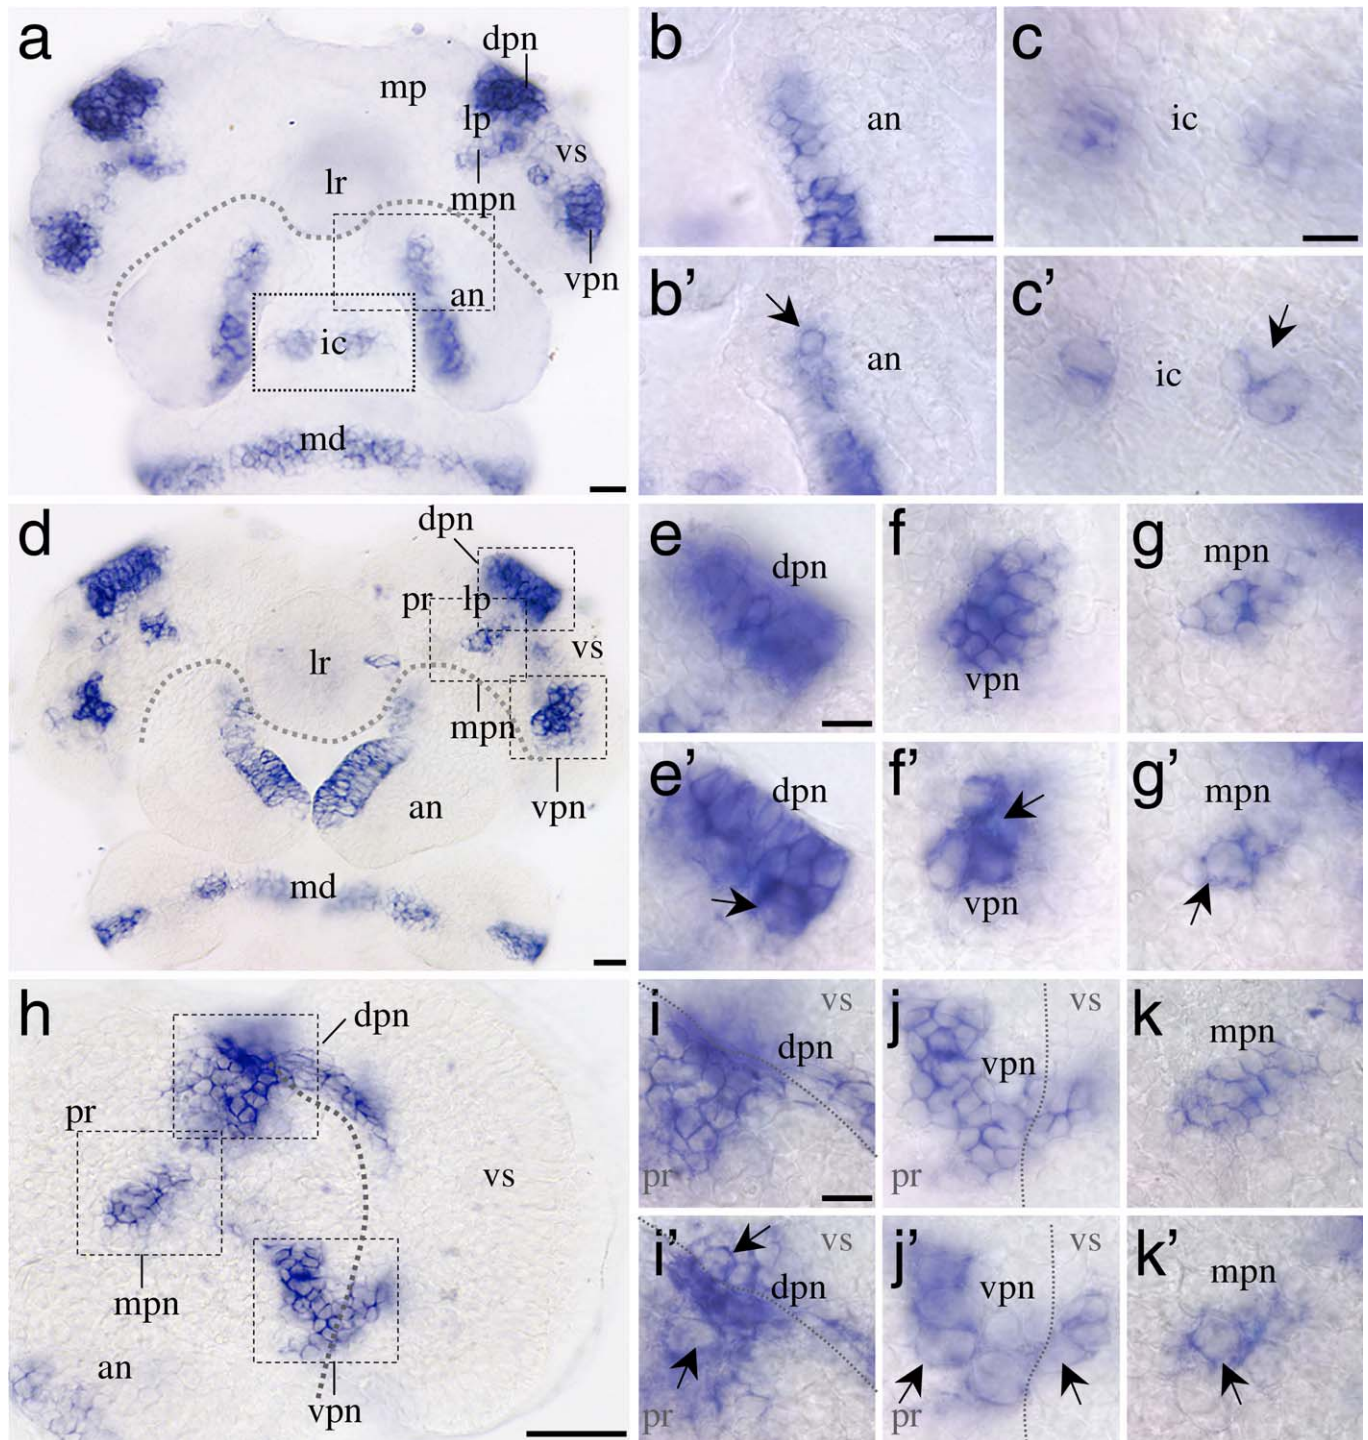 a
dpn
mp
lp
vs
lr
mpn
vpn
an
ic
md
b
an
c
ic
b’
an
c’
ic
d
dpn
pr
lp
vs
lr
mpn
vpn
an
md
e
dpn
f
vpn
g
mpn
e’
dpn
f’
vpn
g’
mpn
h
dpn
pr
vs
mpn
an
vpn
i
vs
dpn
pr
j
vs
vpn
pr
k
mpn
i’
vs
dpn
pr
j’
vs
vpn
pr
k’
mpn